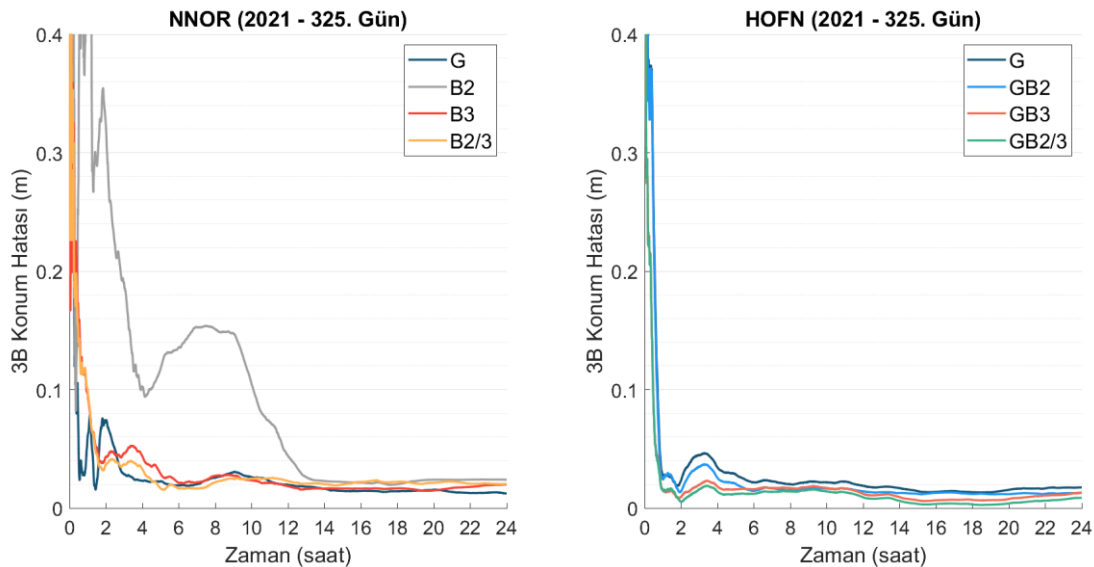 NNOR (2021 - 325. Gün)
0.4
0.3
0.2
0.1
0
3B Konum Hatası (m)
0 2 4 6 8 10 12 14 16 18 20 22 24
Zaman (saat)
G
B2
B3
B2/3
HOFN (2021 - 325. Gün)
0.4
0.3
0.2
0.1
0
3B Konum Hatası (m)
0 2 4 6 8 10 12 14 16 18 20 22 24
Zaman (saat)
G
GB2
GB3
GB2/3